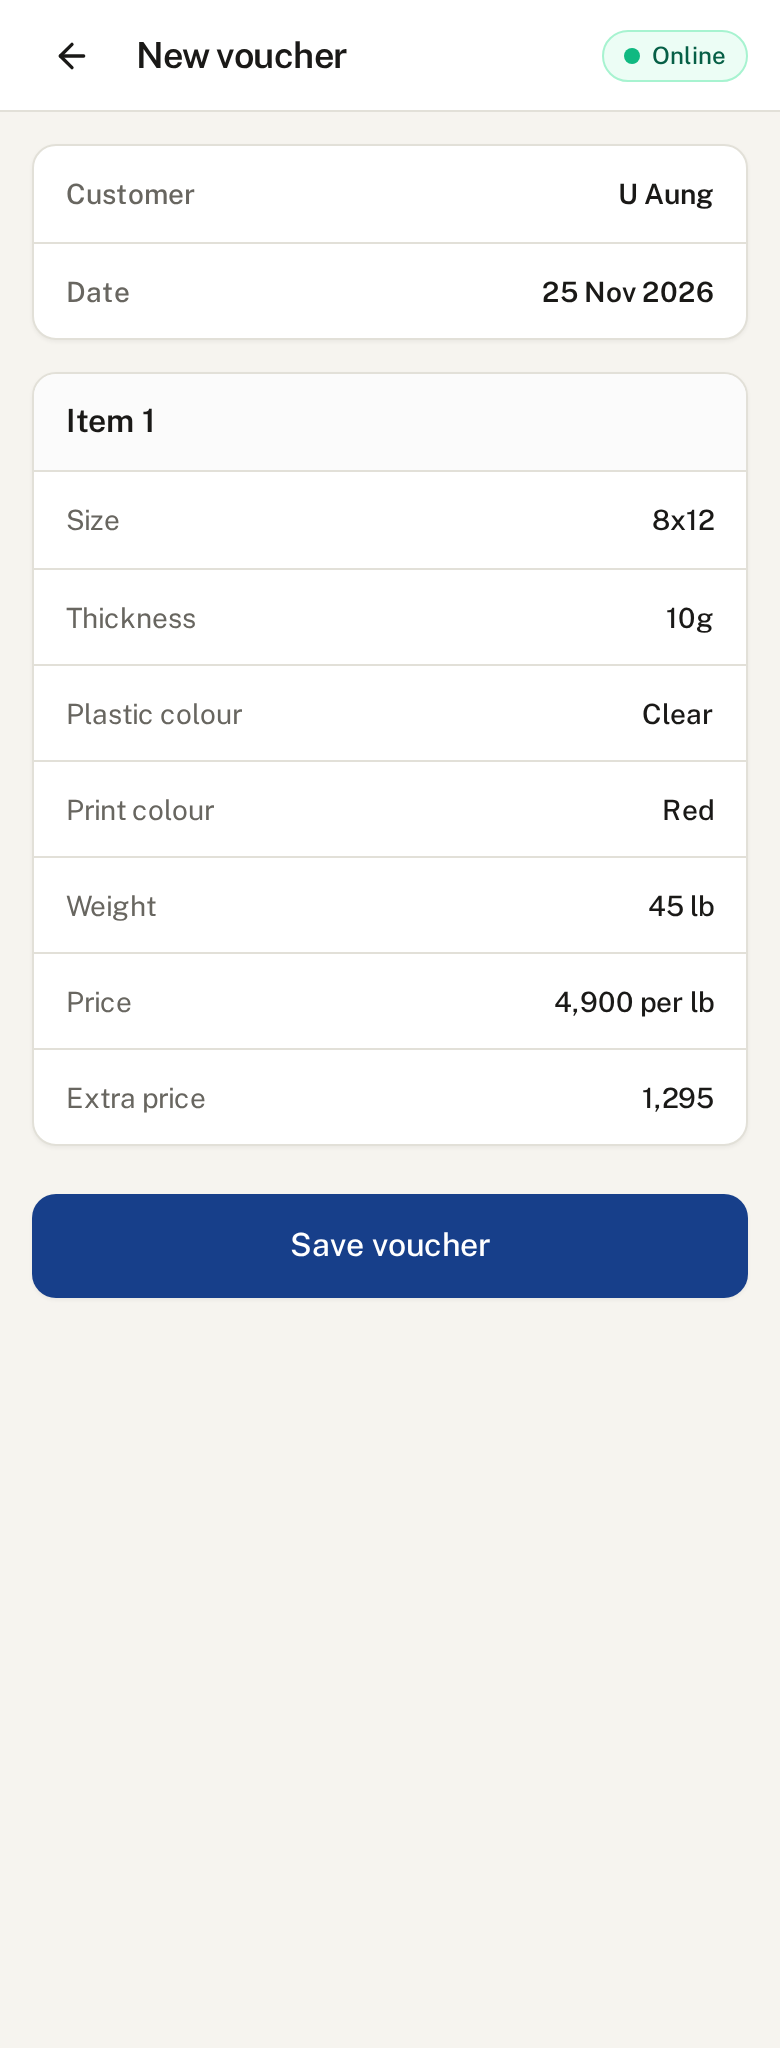 New voucher
Online
Customer U Aung
Date 25 Nov 2026
Item 1
Size 8x12
Thickness 10g
Plastic colour Clear
Print colour Red
Weight 45 lb
Price 4,900 per lb
Extra price 1,295
Save voucher